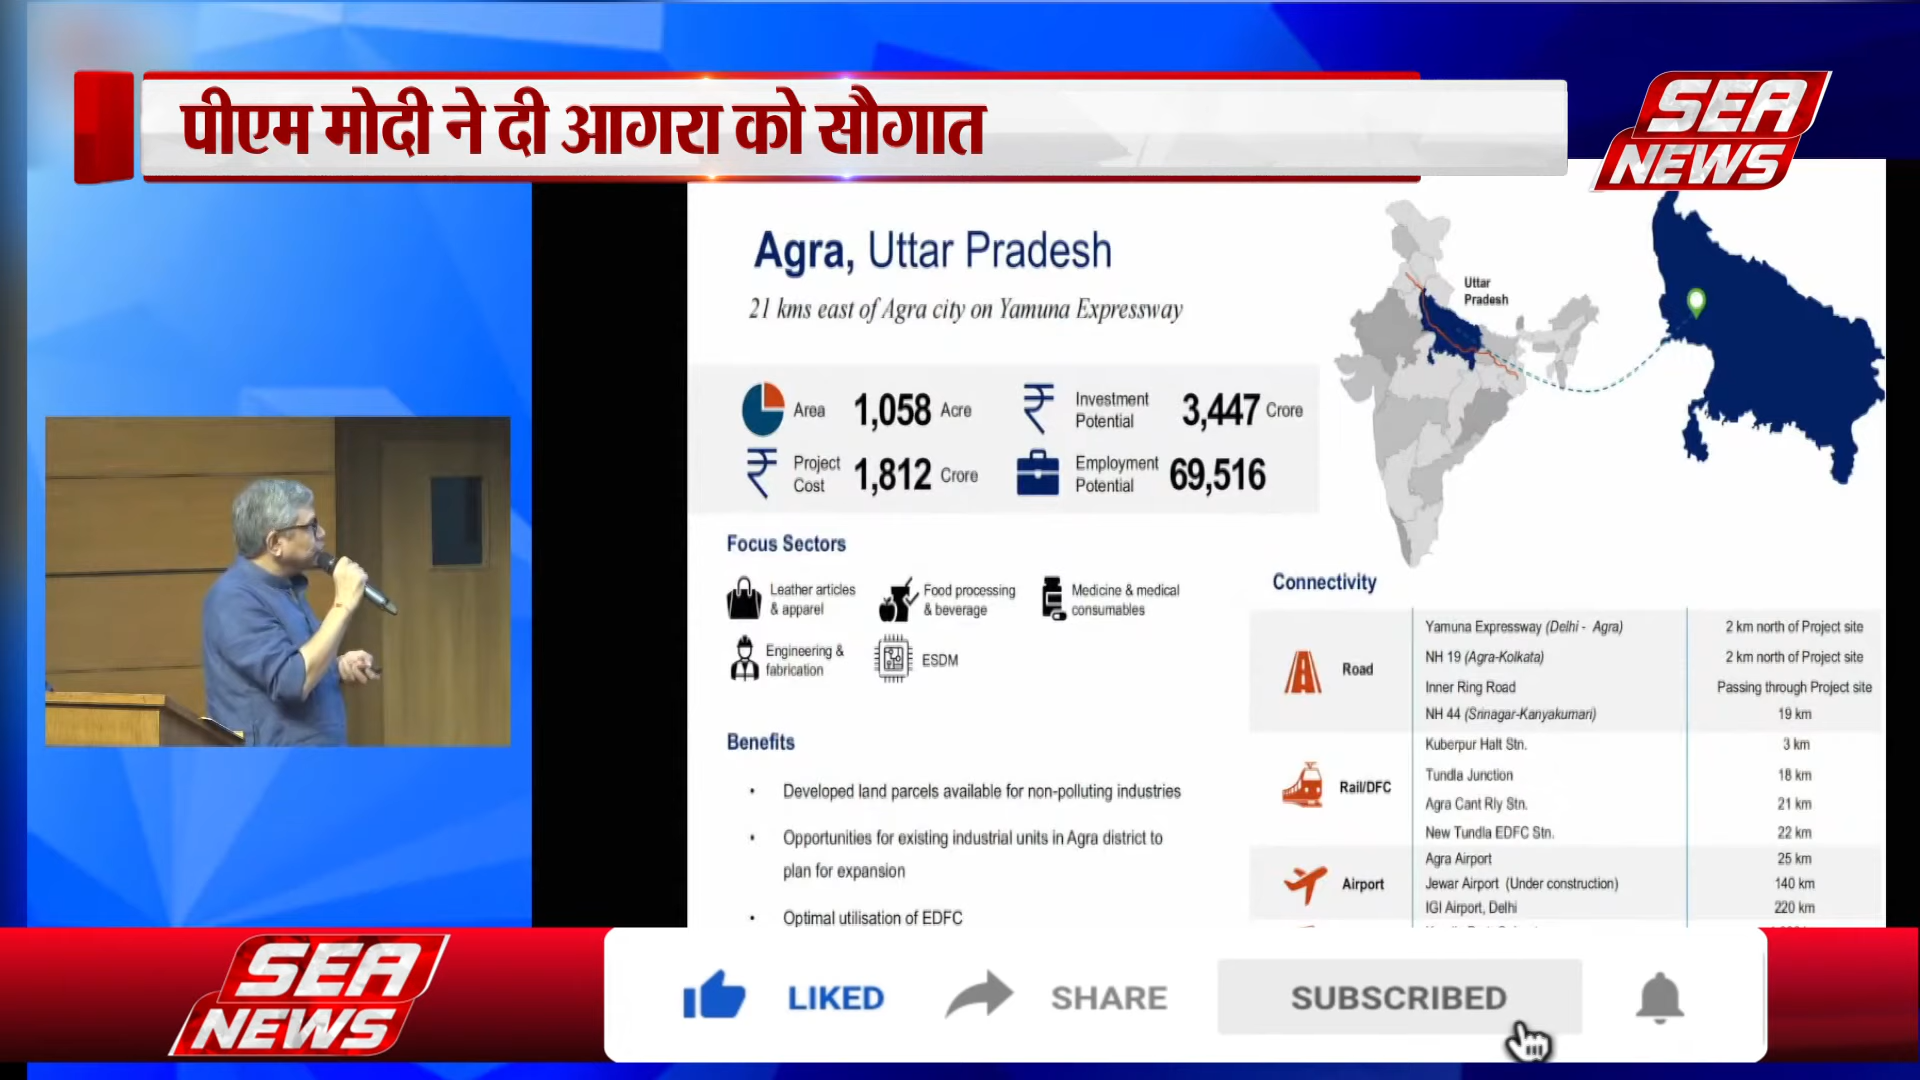 पीएम मोदी ने दी आगरा को सौगात
SEA
NEWS
Agra, Uttar Pradesh
21 kms east of Agra city on Yamuna Expressway
Uttar
Pradesh
Area 1,058 Acre
Investment
Potential
3,447 Crore
Project
Cost
1,812 Crore
Employment
Potential
69,516
Focus Sectors
Leather articles
& apparel
Food processing
& beverage
Medicine & medical
consumables
Engineering &
fabrication
ESDM
Benefits
• Developed land parcels available for non-polluting industries
• Opportunities for existing industrial units in Agra district to
plan for expansion
• Optimal utilisation of EDFC
Connectivity
Road
Yamuna Expressway (Delhi - Agra) 2 km north of Project site
NH 19 (Agra-Kolkata) 2 km north of Project site
Inner Ring Road Passing through Project site
NH 44 (Srinagar-Kanyakumari) 19 km
Rail/DFC
Kuberpur Halt Stn. 3 km
Tundla Junction 18 km
Agra Cant Rly Stn. 21 km
New Tundla EDFC Stn. 22 km
Airport
Agra Airport 25 km
Jewar Airport (Under construction) 140 km
IGI Airport, Delhi 220 km
SEA
NEWS
LIKED SHARE SUBSCRIBED